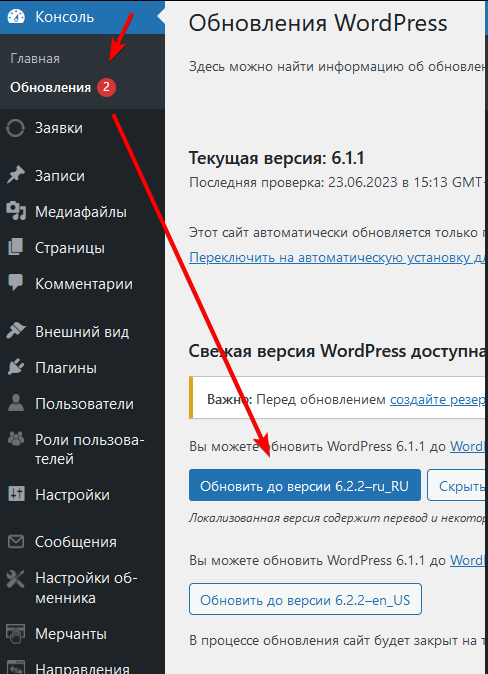 Консоль
Главная
Обновления 2
Заявки
Записи
Медиафайлы
Страницы
Комментарии
Внешний вид
Плагины
Пользователи
Роли пользова-
телей
Настройки
Сообщения
Настройки об-
менника
Мерчанты
Направления
Обновления WordPress
Здесь можно найти информацию об обновлен
Текущая версия: 6.1.1
Последняя проверка: 23.06.2023 в 15:13 GMT-
Этот сайт автоматически обновляется только
Переключить на автоматическую установку дл
Свежая версия WordPress доступна
Важно: Перед обновлением создайте резер
Вы можете обновить WordPress 6.1.1 до Word
Обновить до версии 6.2.2–ru_RU Скрыть
Локализованная версия содержит перевод и некотор
Вы можете обновить WordPress 6.1.1 до Word
Обновить до версии 6.2.2–en_US
В процессе обновления сайт будет закрыт на т